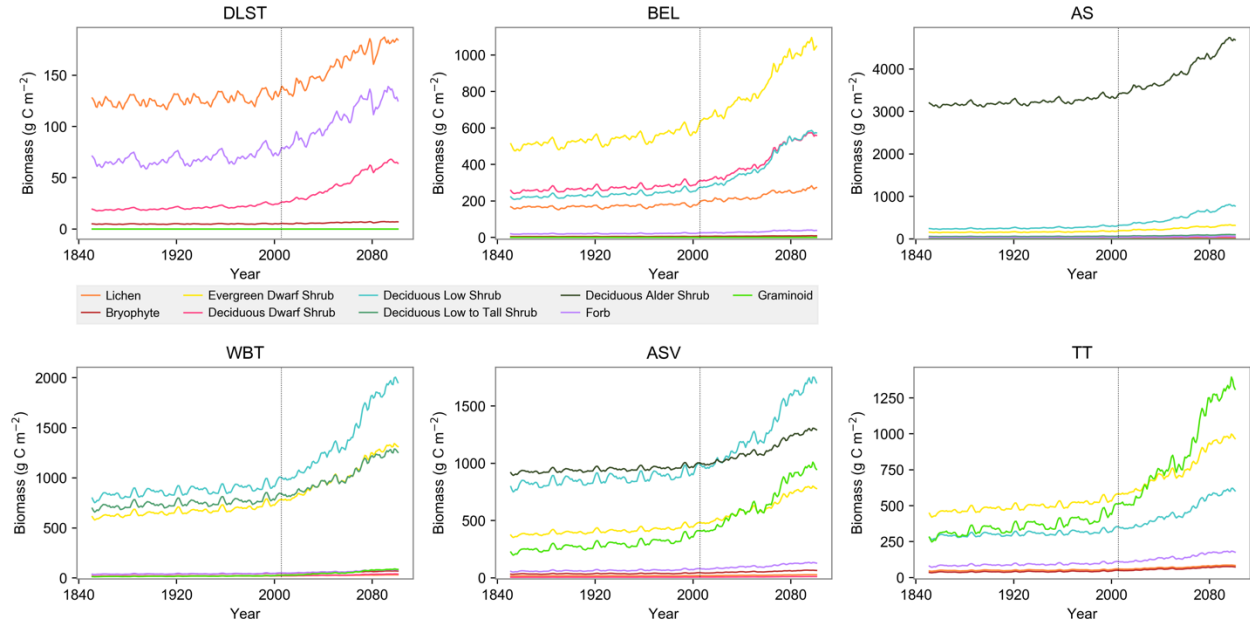 DLST
BEL
AS
Biomass (g C m−2)
150
100
50
0
1840
1920
2000
2080
Year
Biomass (g C m−2)
1000
800
600
400
200
0
1840
1920
2000
2080
Year
Biomass (g C m−2)
4000
3000
2000
1000
0
1840
1920
2000
2080
Year
Lichen
Evergreen Dwarf Shrub
Deciduous Low Shrub
Deciduous Alder Shrub
Graminoid
Bryophyte
Deciduous Dwarf Shrub
Deciduous Low to Tall Shrub
Forb
WBT
ASV
TT
Biomass (g C m−2)
2000
1500
1000
500
0
1840
1920
2000
2080
Year
Biomass (g C m−2)
1500
1000
500
0
1840
1920
2000
2080
Year
Biomass (g C m−2)
1250
1000
750
500
250
0
1840
1920
2000
2080
Year